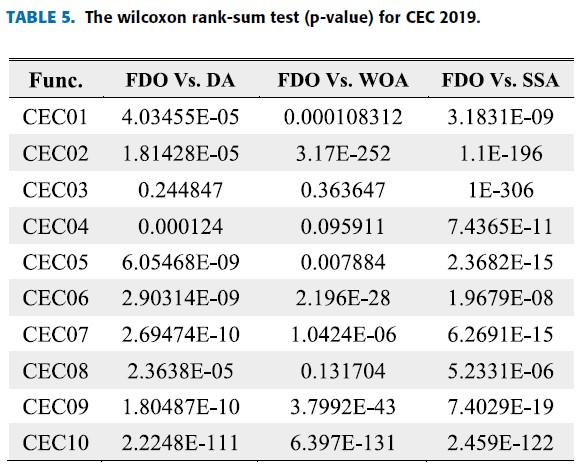 TABLE 5. The wilcoxon rank-sum test (p-value) for CEC 2019.
Func. FDO Vs. DA FDO Vs. WOA FDO Vs. SSA
CEC01 4.03455E-05 0.000108312 3.1831E-09
CEC02 1.81428E-05 3.17E-252 1.1E-196
CEC03 0.244847 0.363647 1E-306
CEC04 0.000124 0.095911 7.4365E-11
CEC05 6.05468E-09 0.007884 2.3682E-15
CEC06 2.90314E-09 2.196E-28 1.9679E-08
CEC07 2.69474E-10 1.0424E-06 6.2691E-15
CEC08 2.3638E-05 0.131704 5.2331E-06
CEC09 1.80487E-10 3.7992E-43 7.4029E-19
CEC10 2.2248E-111 6.397E-131 2.459E-122